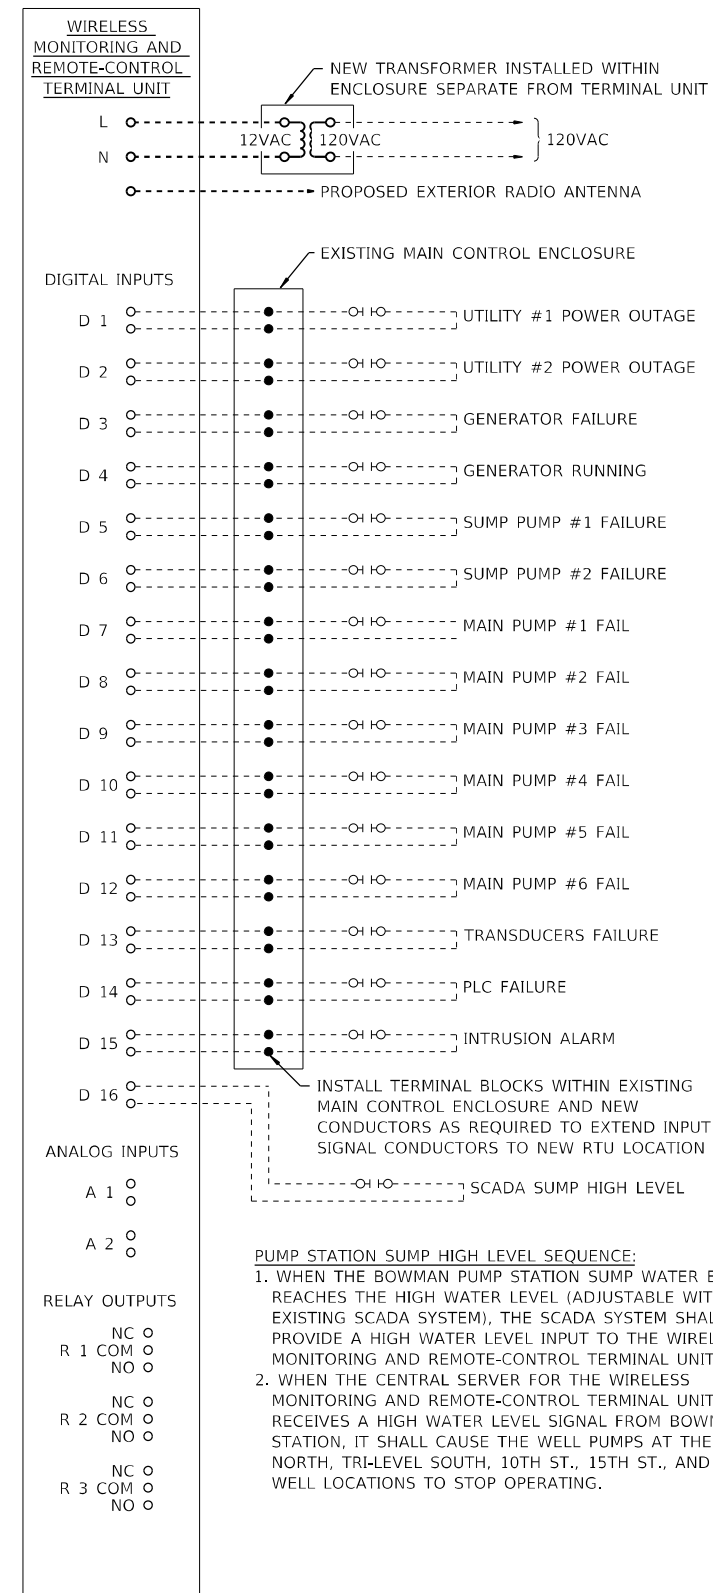 WIRELESS
MONITORING AND
REMOTE-CONTROL
TERMINAL UNIT
NEW TRANSFORMER INSTALLED WITHIN
ENCLOSURE SEPARATE FROM TERMINAL UNIT
L
12VAC 120VAC
120VAC
N
PROPOSED EXTERIOR RADIO ANTENNA
EXISTING MAIN CONTROL ENCLOSURE
DIGITAL INPUTS
D 1 UTILITY #1 POWER OUTAGE
D 2 UTILITY #2 POWER OUTAGE
D 3 GENERATOR FAILURE
D 4 GENERATOR RUNNING
D 5 SUMP PUMP #1 FAILURE
D 6 SUMP PUMP #2 FAILURE
D 7 MAIN PUMP #1 FAIL
D 8 MAIN PUMP #2 FAIL
D 9 MAIN PUMP #3 FAIL
D 10 MAIN PUMP #4 FAIL
D 11 MAIN PUMP #5 FAIL
D 12 MAIN PUMP #6 FAIL
D 13 TRANSDUCERS FAILURE
D 14 PLC FAILURE
D 15 INTRUSION ALARM
D 16
INSTALL TERMINAL BLOCKS WITHIN EXISTING
MAIN CONTROL ENCLOSURE AND NEW
CONDUCTORS AS REQUIRED TO EXTEND INPUT
SIGNAL CONDUCTORS TO NEW RTU LOCATION
ANALOG INPUTS
A 1
SCADA SUMP HIGH LEVEL
A 2
PUMP STATION SUMP HIGH LEVEL SEQUENCE:
1. WHEN THE BOWMAN PUMP STATION SUMP WATER
REACHES THE HIGH WATER LEVEL (ADJUSTABLE
EXISTING SCADA SYSTEM), THE SCADA SYSTEM
PROVIDE A HIGH WATER LEVEL INPUT TO THE
MONITORING AND REMOTE-CONTROL TERMINAL UNIT
2. WHEN THE CENTRAL SERVER FOR THE WIRELESS
MONITORING AND REMOTE-CONTROL TERMINAL UNIT
RECEIVES A HIGH WATER LEVEL SIGNAL FROM
STATION, IT SHALL CAUSE THE WELL PUMPS AT THE
NORTH, TRI-LEVEL SOUTH, 10TH ST., 15TH ST., AND
WELL LOCATIONS TO STOP OPERATING.
RELAY OUTPUTS
NC
R 1 COM
NO
NC
R 2 COM
NO
NC
R 3 COM
NO